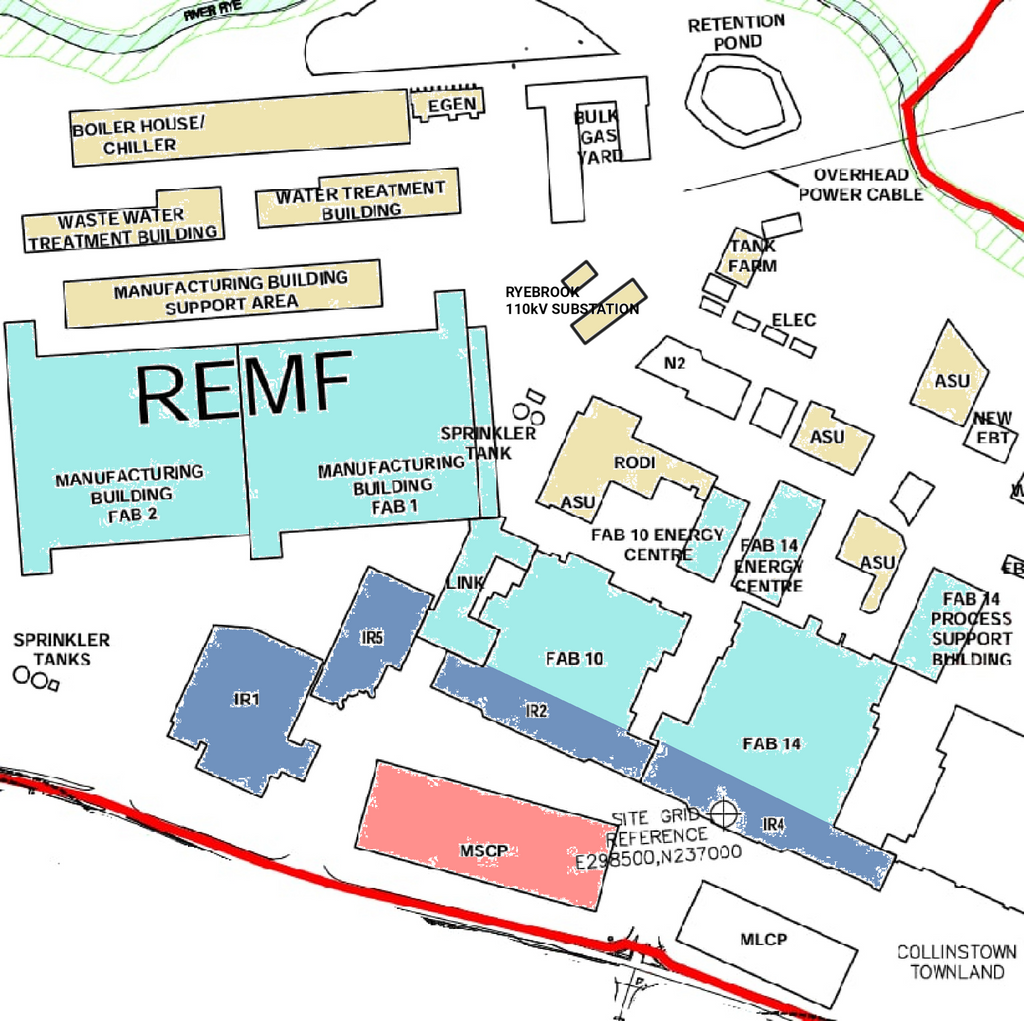 RIVER RYE
RETENTION
POND
EGEN
BOILER HOUSE/
CHILLER
BULK
GAS
YARD
OVERHEAD
POWER CABLE
WATER TREATMENT
BUILDING
WASTE WATER
TREATMENT BUILDING
TANK
FARM
MANUFACTURING BUILDING
SUPPORT AREA
RYEBROOK
110kV SUBSTATION
ELEC
N2
REMF
ASU
NEW
EBT
ASU
SPRINKLER
TANK
RODI
ASU
MANUFACTURING
BUILDING
FAB 2
MANUFACTURING
BUILDING
FAB 1
FAB 10 ENERGY
CENTRE
FAB 14
ENERGY
CENTRE
ASU
LINK
FAB 14
PROCESS
SUPPORT
BUILDING
SPRINKLER
TANKS
IR5
FAB 10
IR1
IR2
FAB 14
SITE GRID
REFERENCE
E298500,N237000
IR4
MSCP
MLCP
COLLINSTOWN
TOWNLAND